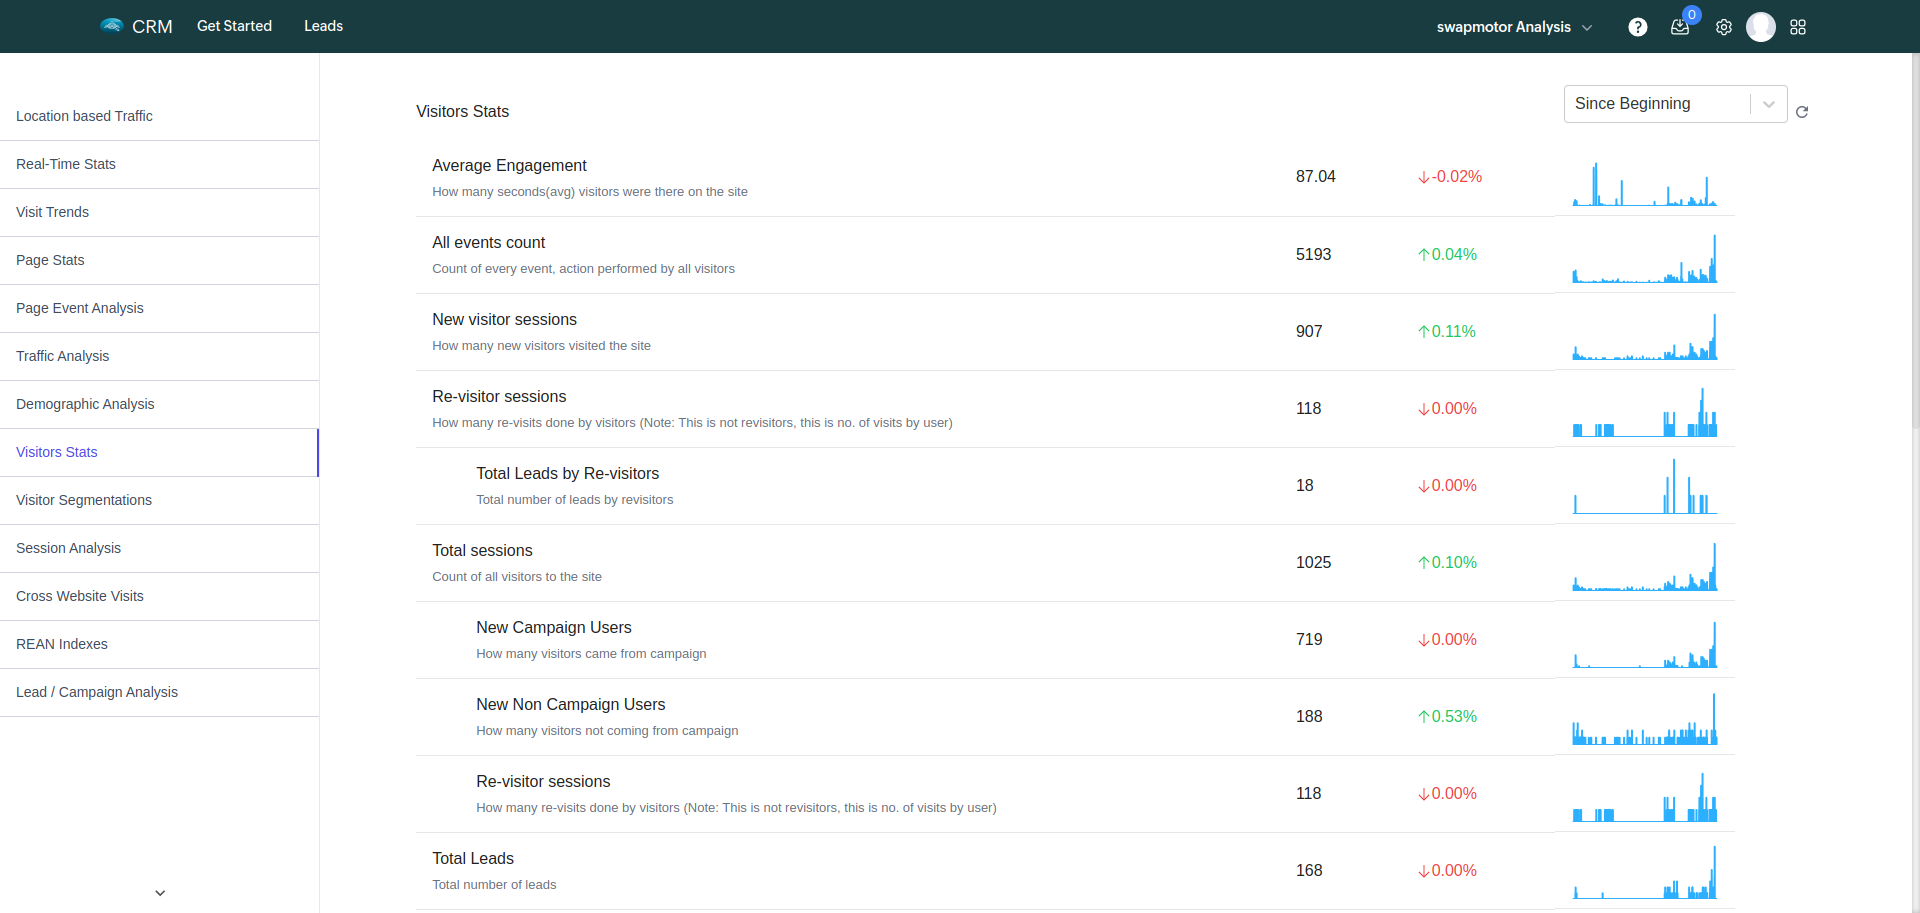 CRM Get Started Leads swapmotor Analysis ? 0
Location based Traffic
Real-Time Stats
Visit Trends
Page Stats
Page Event Analysis
Traffic Analysis
Demographic Analysis
Visitors Stats
Visitor Segmentations
Session Analysis
Cross Website Visits
REAN Indexes
Lead / Campaign Analysis
Visitors Stats Since Beginning
Average Engagement 87.04 -0.02%
How many seconds(avg) visitors were there on the site
All events count 5193 0.04%
Count of every event, action performed by all visitors
New visitor sessions 907 0.11%
How many new visitors visited the site
Re-visitor sessions 118 0.00%
How many re-visits done by visitors (Note: This is not revisitors, this is no. of visits by user)
Total Leads by Re-visitors 18 0.00%
Total number of leads by revisitors
Total sessions 1025 0.10%
Count of all visitors to the site
New Campaign Users 719 0.00%
How many visitors came from campaign
New Non Campaign Users 188 0.53%
How many visitors not coming from campaign
Re-visitor sessions 118 0.00%
How many re-visits done by visitors (Note: This is not revisitors, this is no. of visits by user)
Total Leads 168 0.00%
Total number of leads